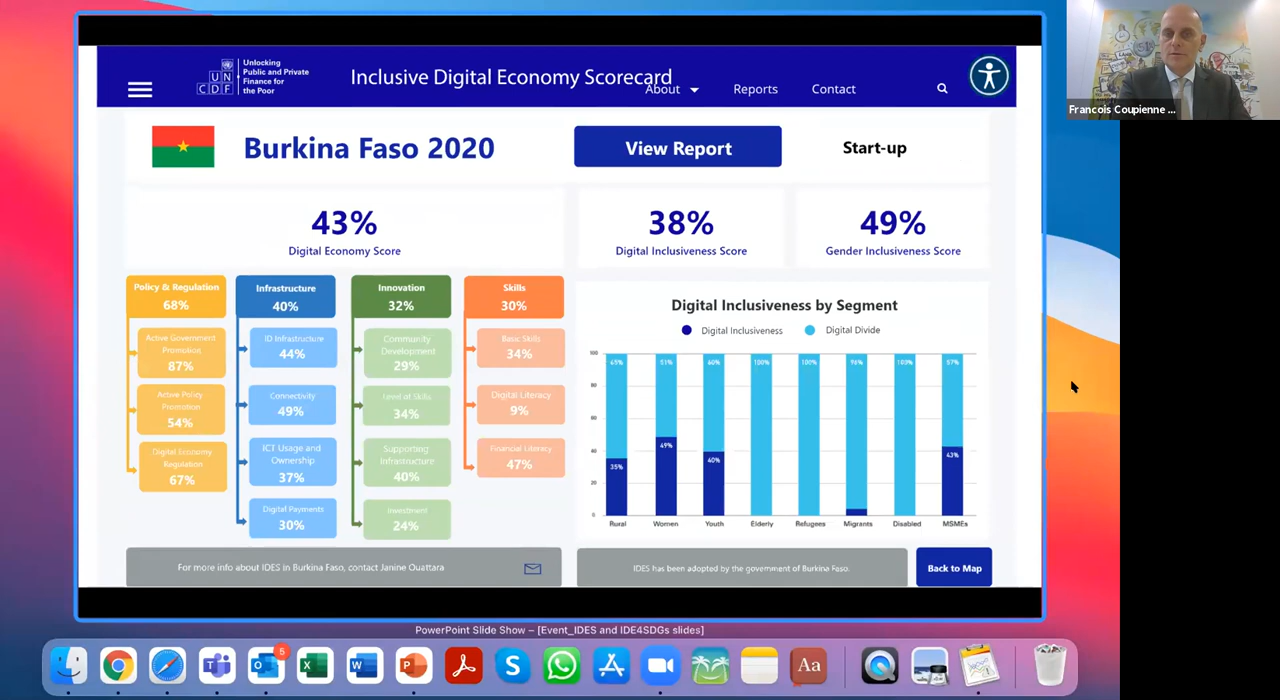 UN
CDF
Unlocking
Public and Private
Finance for
the Poor
Inclusive Digital Economy Scorecard
About
Reports
Contact
Francois Coupienne ...
Burkina Faso 2020
View Report
Start-up
43%
Digital Economy Score
38%
Digital Inclusiveness Score
49%
Gender Inclusiveness Score
Policy & Regulation
68%
Active Government
Promotion
87%
Active Policy
Promotion
54%
Digital Economy
Regulation
67%
Infrastructure
40%
ID Infrastructure
44%
Connectivity
49%
ICT Usage and
Ownership
37%
Digital Payments
30%
Innovation
32%
Community
Development
29%
Level of Skills
34%
Supporting
Infrastructure
40%
Investment
24%
Skills
30%
Basic Skills
34%
Digital Literacy
9%
Financial Literacy
47%
Digital Inclusiveness by Segment
Digital Inclusiveness
Digital Divide
100
80
60
40
20
0
65%
51%
60%
100%
100%
96%
100%
57%
35%
49%
40%
43%
Rural
Women
Youth
Elderly
Refugees
Migrants
Disabled
MSMEs
For more info about IDES in Burkina Faso, contact Janine Ouattara
IDES has been adopted by the government of Burkina Faso.
Back to Map
PowerPoint Slide Show – [Event_IDES and IDE4SDGs slides]
5
Aa